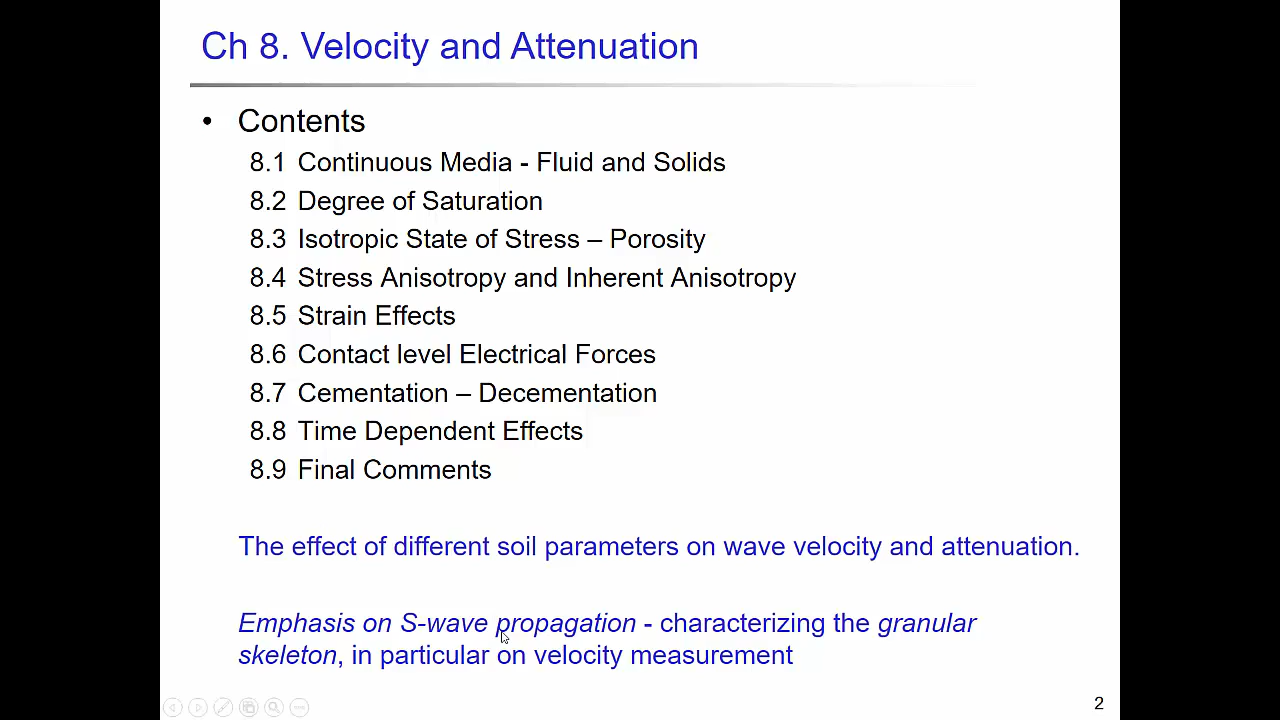 Ch 8. Velocity and Attenuation
• Contents
8.1 Continuous Media - Fluid and Solids
8.2 Degree of Saturation
8.3 Isotropic State of Stress – Porosity
8.4 Stress Anisotropy and Inherent Anisotropy
8.5 Strain Effects
8.6 Contact level Electrical Forces
8.7 Cementation – Decementation
8.8 Time Dependent Effects
8.9 Final Comments
The effect of different soil parameters on wave velocity and attenuation.
Emphasis on S-wave propagation - characterizing the granular
skeleton, in particular on velocity measurement
2